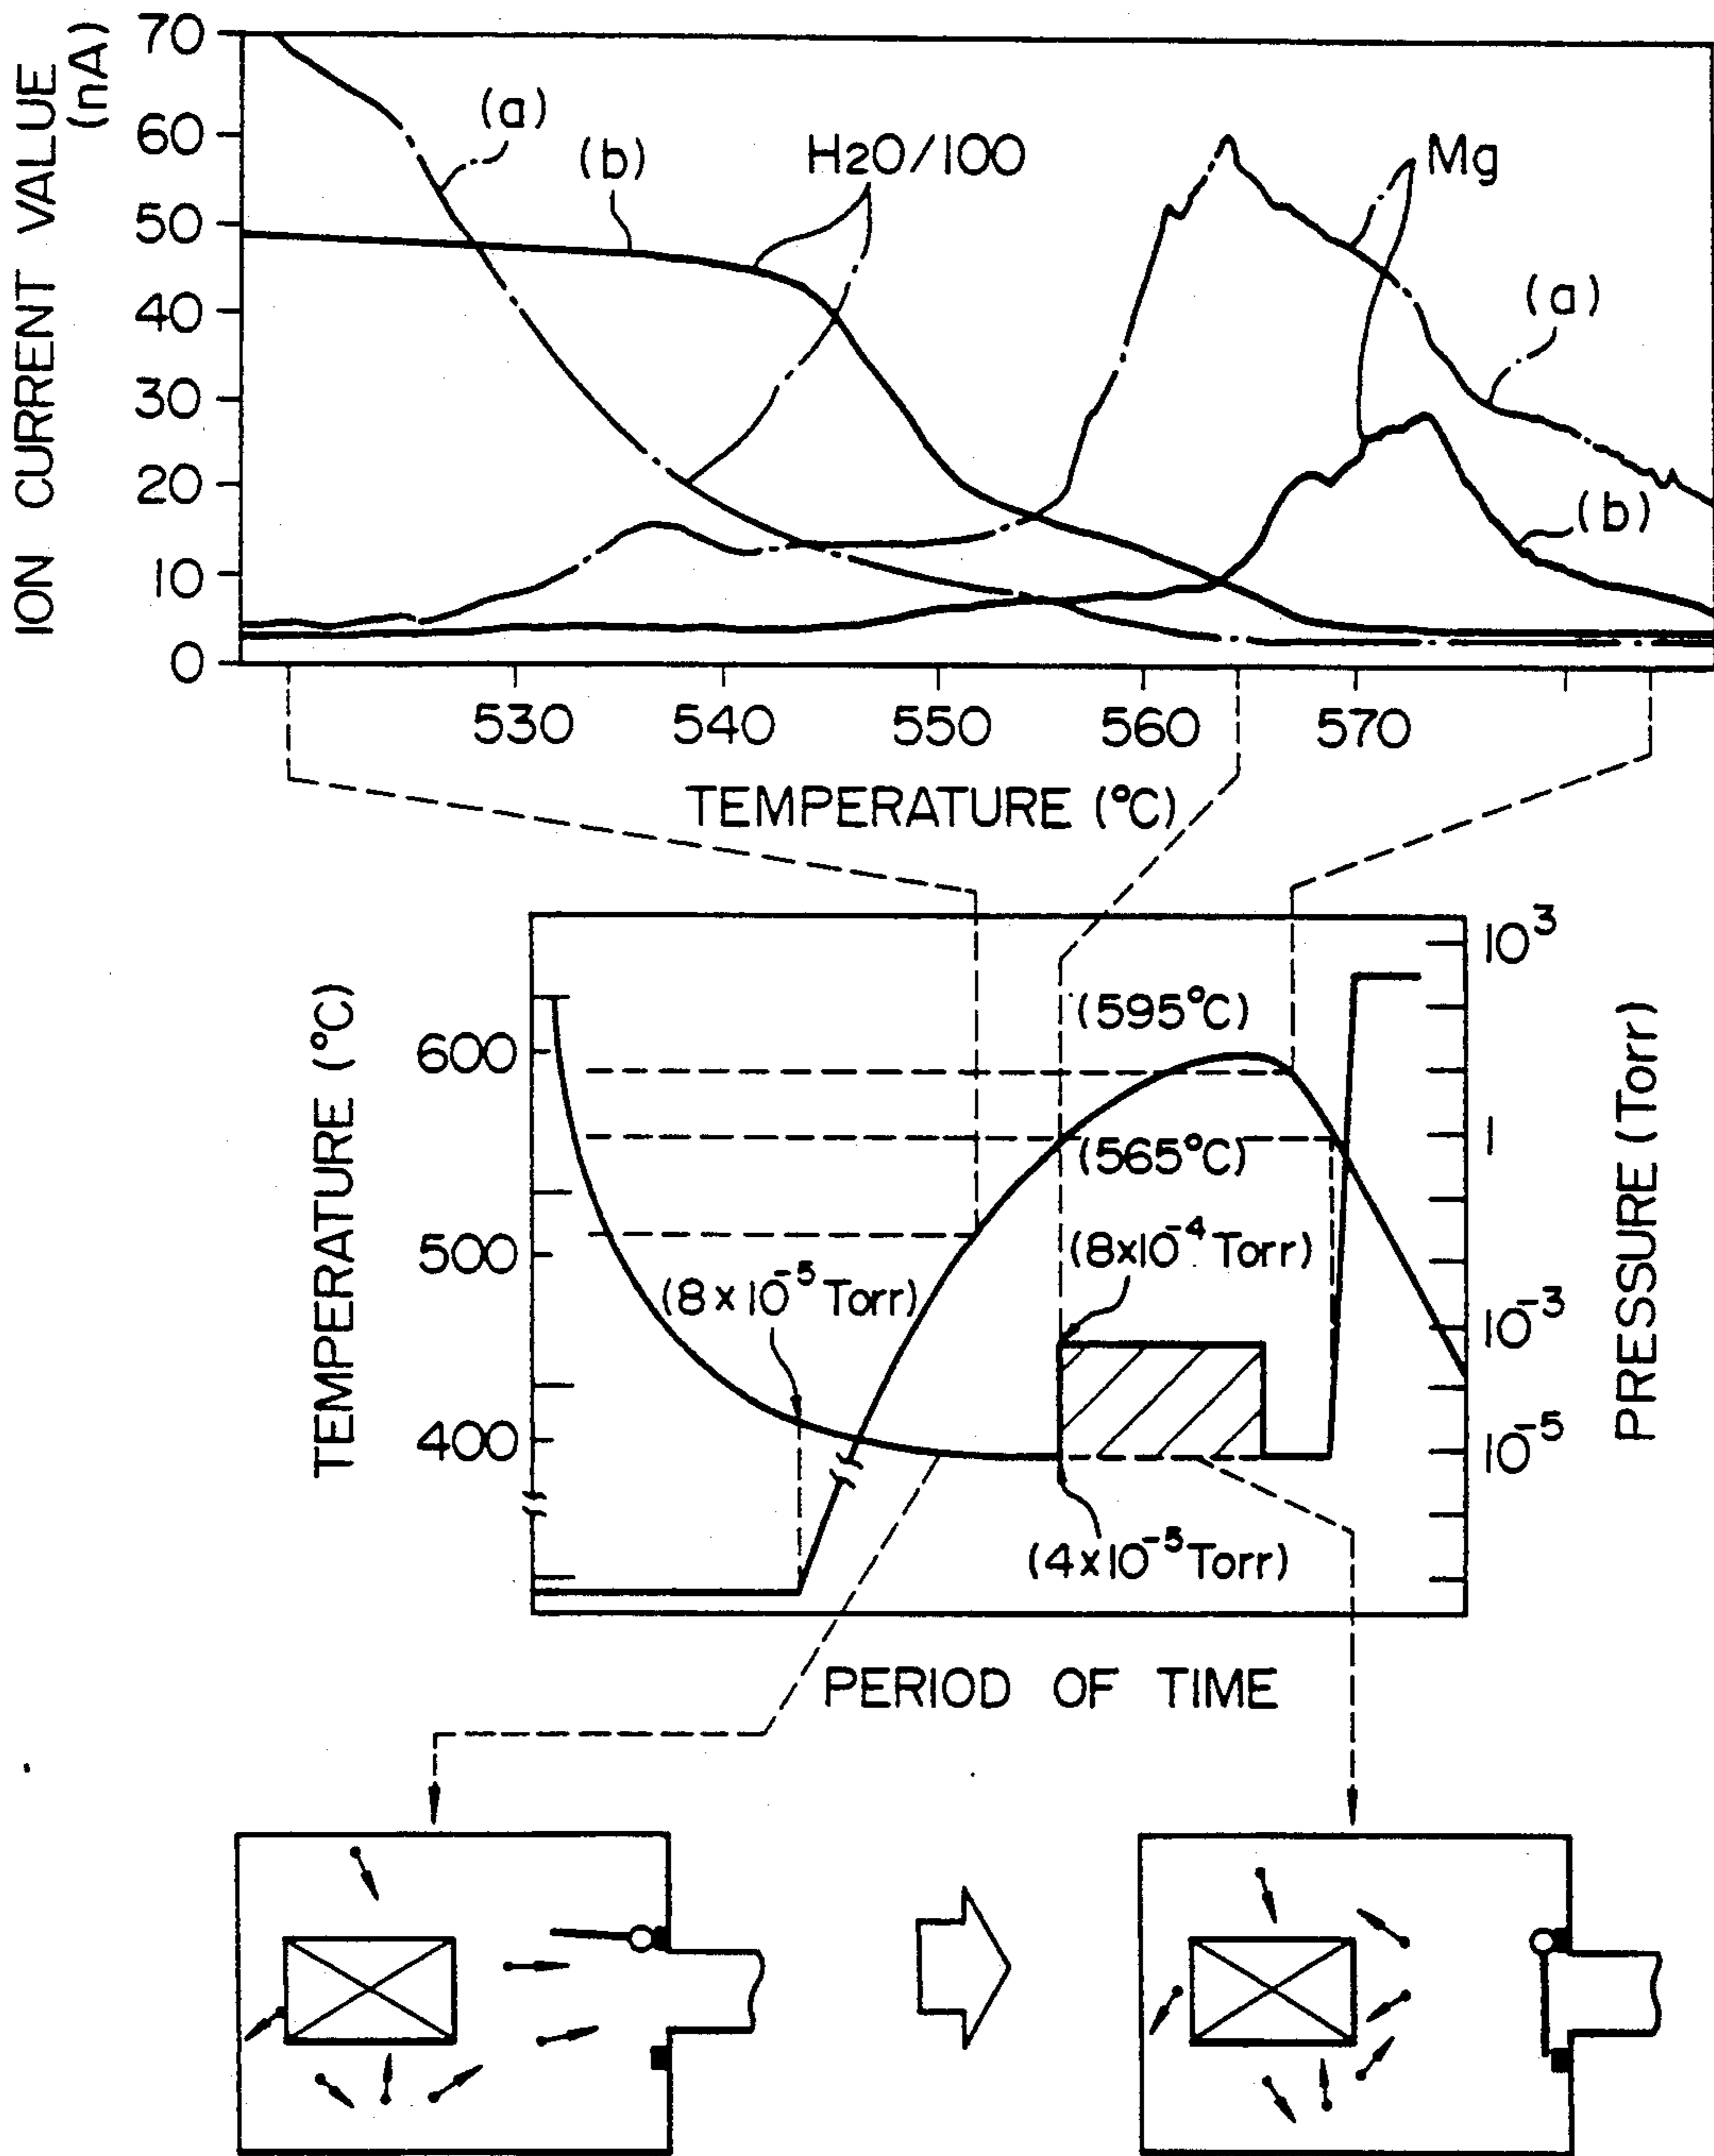 ION CURRENT VALUE
(nA)
70
60
50
40
30
20
10
0
(a)
(b)
H2O/100
Mg
(a)
(b)
530 540 550 560 570
TEMPERATURE (°C)
TEMPERATURE (°C)
600
500
400
(595°C)
(565°C)
(8×10⁻⁵ Torr)
(8×10⁻⁴ Torr)
(4×10⁻⁵ Torr)
10³
1
10⁻³
10⁻⁵
PRESSURE (Torr)
PERIOD OF TIME